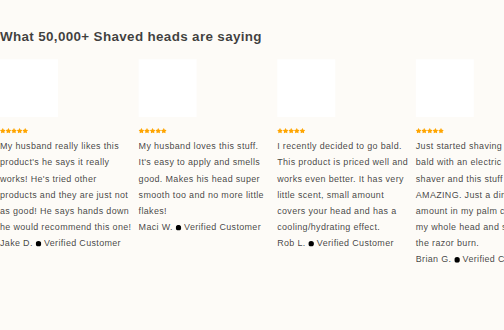 What 50,000+ Shaved heads are saying
My husband really likes this
product's he says it really
works! He's tried other
products and they are just not
as good! He says hands down
he would recommend this one!
Jake D. ● Verified Customer
My husband loves this stuff.
It's easy to apply and smells
good. Makes his head super
smooth too and no more little
flakes!
Maci W. ● Verified Customer
I recently decided to go bald.
This product is priced well and
works even better. It has very
little scent, small amount
covers your head and has a
cooling/hydrating effect.
Rob L. ● Verified Customer
Just started shaving
bald with an electric
shaver and this stuff
AMAZING. Just a
amount in my palm
my whole head and
the razor burn.
Brian G. ● Verified